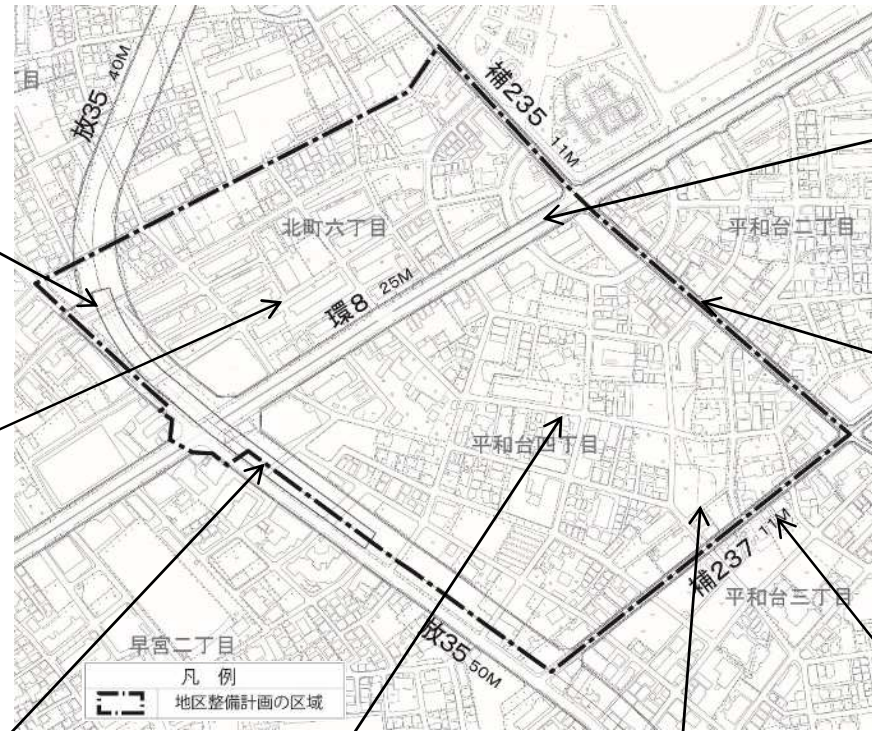 丁目
放35 40M
補235 11M
北町六丁目
平和台二丁目
環8 25M
平和台四丁目
補237 11M
平和台三丁目
早宮二丁目
放35 50M
凡 例
地区整備計画の区域